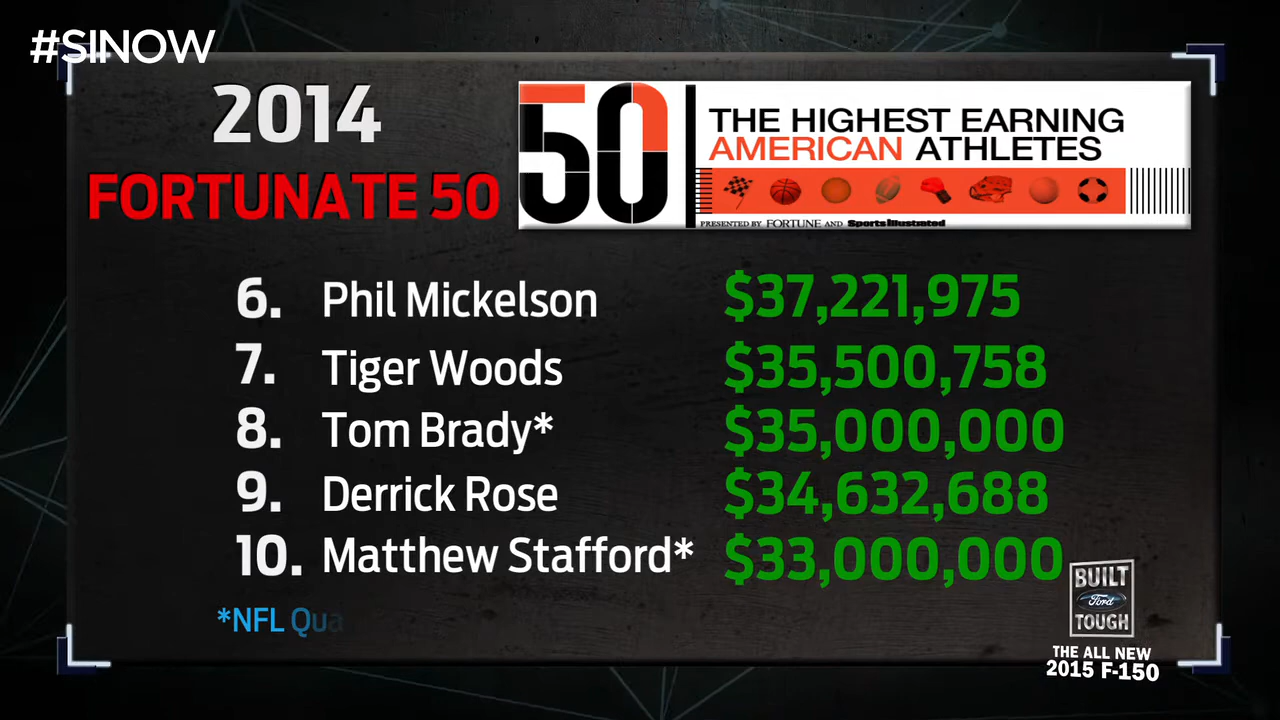 #SINOW
2014
FORTUNATE 50
50
THE HIGHEST EARNING
AMERICAN ATHLETES
PRESENTED BY FORTUNE AND Sports Illustrated
6. Phil Mickelson $37,221,975
7. Tiger Woods $35,500,758
8. Tom Brady* $35,000,000
9. Derrick Rose $34,632,688
10. Matthew Stafford* $33,000,000
*NFL Qua
BUILT
Ford
TOUGH
THE ALL NEW
2015 F-150